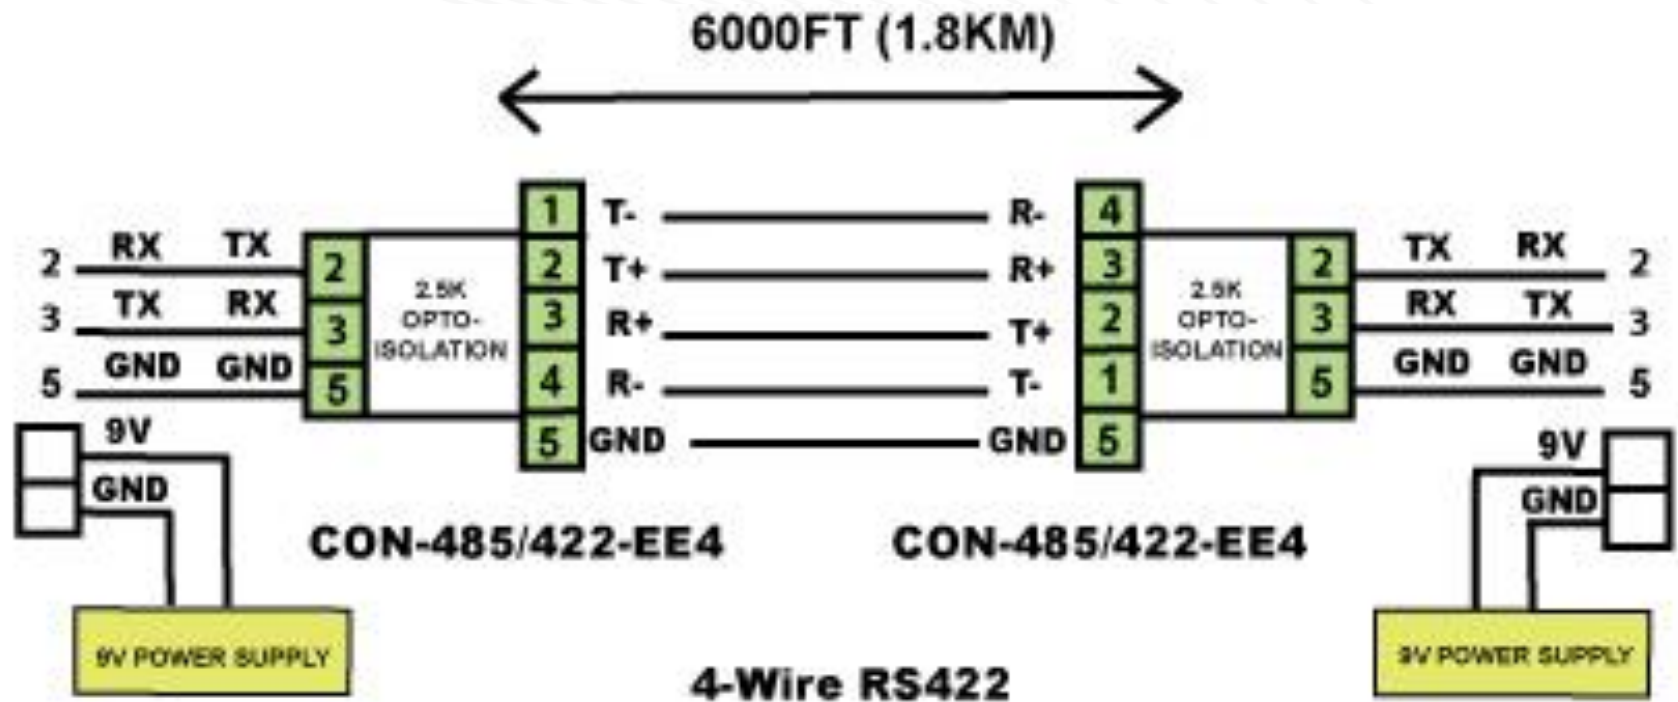 6000FT (1.8KM)
1 T- R- 4
2 RX TX 2 2 T+ R+ 3 2 TX RX 2
3 TX RX 3 2.5K OPTO-ISOLATION 3 R+ T+ 2 2.5K OPTO-ISOLATION 3 RX TX 3
5 GND GND 5 4 R- T- 1 5 GND GND 5
9V 5 GND GND 5 9V
GND GND
CON-485/422-EE4 CON-485/422-EE4
9V POWER SUPPLY 9V POWER SUPPLY
4-Wire RS422